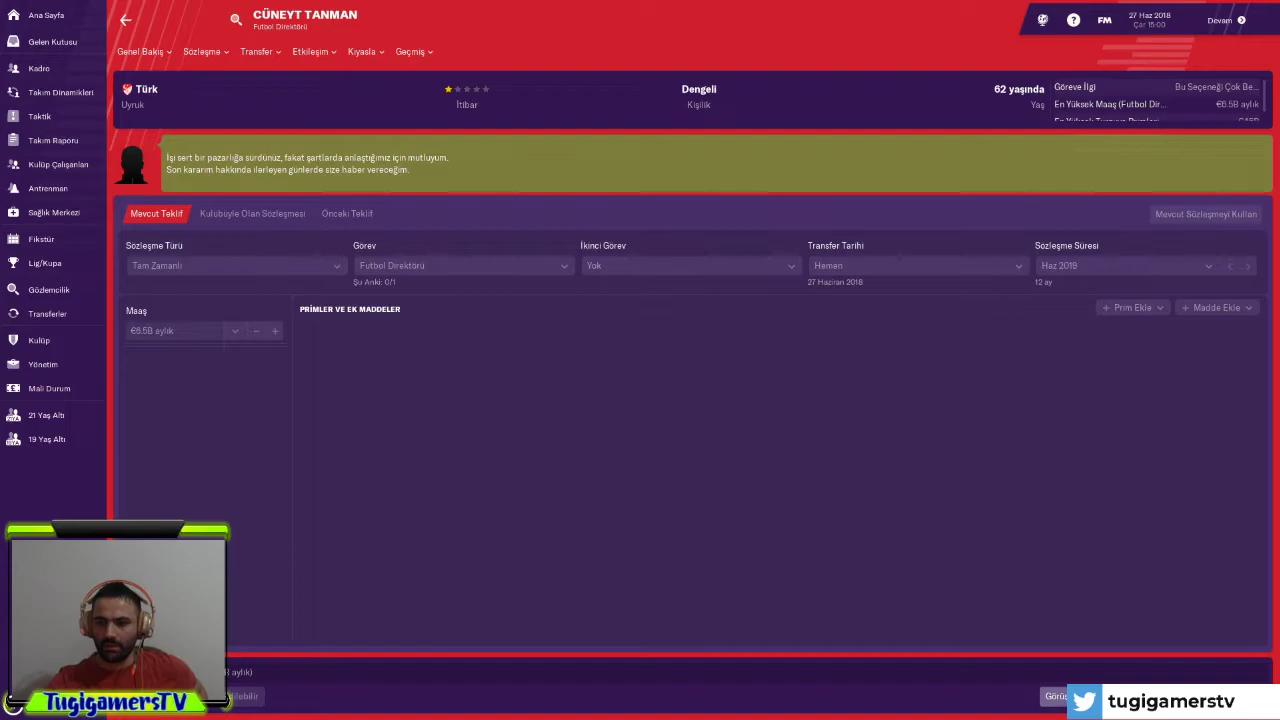 Ana Sayfa
Gelen Kutusu
Kadro
Takım Dinamikleri
Taktik
Takım Raporu
Kulüp Çalışanları
Antrenman
Sağlık Merkezi
Fikstür
Lig/Kupa
Gözlemcilik
Transferler
Kulüp
Yönetim
Mali Durum
21 Yaş Altı
19 Yaş Altı
CÜNEYT TANMAN
Futbol Direktörü
FM
27 Haz 2018
Çar 15:00
Devam
Genel Bakış
Sözleşme
Transfer
Etkileşim
Kıyasla
Geçmiş
Türk
Uyruk
İtibar
Dengeli
Kişilik
62 yaşında
Yaş
Göreve İlgi
Bu Seçeneği Çok Be...
En Yüksek Maaş (Futbol Dir...
€6.5B aylık
İşi sert bir pazarlığa sürdünüz, fakat şartlarda anlaştığımız için mutluyum.
Son kararım hakkında ilerleyen günlerde size haber vereceğim.
Mevcut Teklif
Kulübüyle Olan Sözleşmesi
Önceki Teklif
Mevcut Sözleşmeyi Kullan
Sözleşme Türü
Görev
İkinci Görev
Transfer Tarihi
Sözleşme Süresi
Tam Zamanlı
Futbol Direktörü
Yok
Hemen
Haz 2019
Şu Anki: 0/1
27 Haziran 2018
12 ay
Maaş
PRİMLER VE EK MADDELER
+ Prim Ekle
+ Madde Ekle
€6.5B aylık
aylık)
TugigamersTV
tugigamerstv